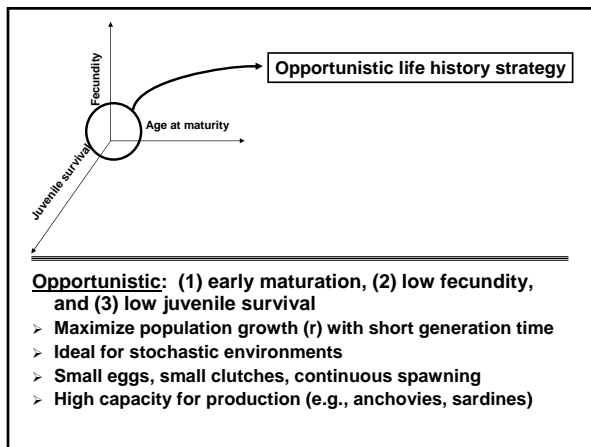 Fecundity
Opportunistic life history strategy
Age at maturity
Juvenile survival
Opportunistic: (1) early maturation, (2) low fecundity,
and (3) low juvenile survival
➢ Maximize population growth (r) with short generation time
➢ Ideal for stochastic environments
➢ Small eggs, small clutches, continuous spawning
➢ High capacity for production (e.g., anchovies, sardines)